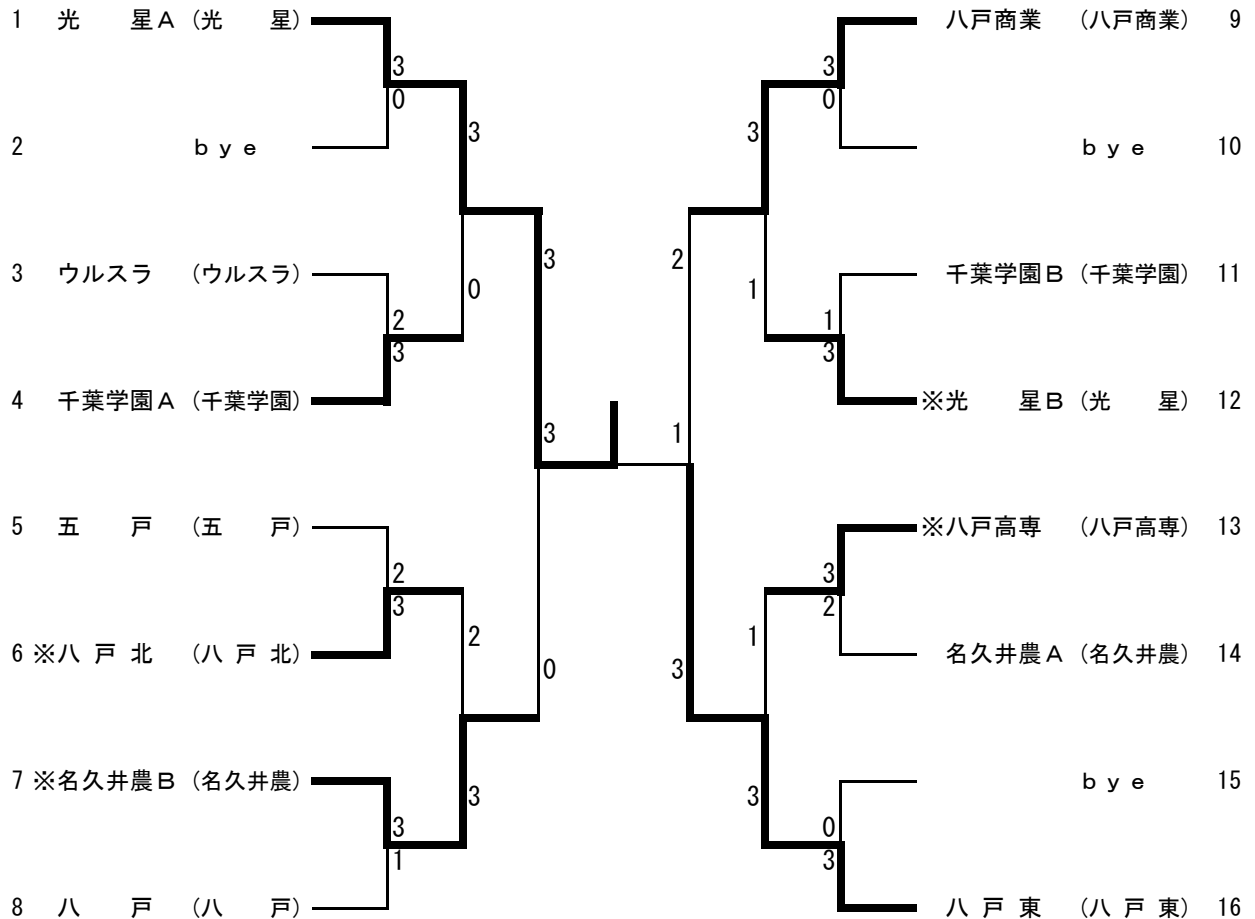 1 光 星A (光 星)
3
0
2 bye
3
3 ウルスラ (ウルスラ)
0
2
3
4 千葉学園A (千葉学園)
3
3
5 五 戸 (五 戸)
2
3
6 ※八 戸 北 (八 戸 北)
2
0
7 ※名久井農B (名久井農)
3
1
3
8 八 戸 (八 戸)
八戸商業 (八戸商業) 9
3
0
bye 10
3
千葉学園B (千葉学園) 11
1
1
3
※光 星B (光 星) 12
2
1
※八戸高専 (八戸高専) 13
3
2
名久井農A (名久井農) 14
1
3
bye 15
0
3
3
八 戸 東 (八 戸 東) 16